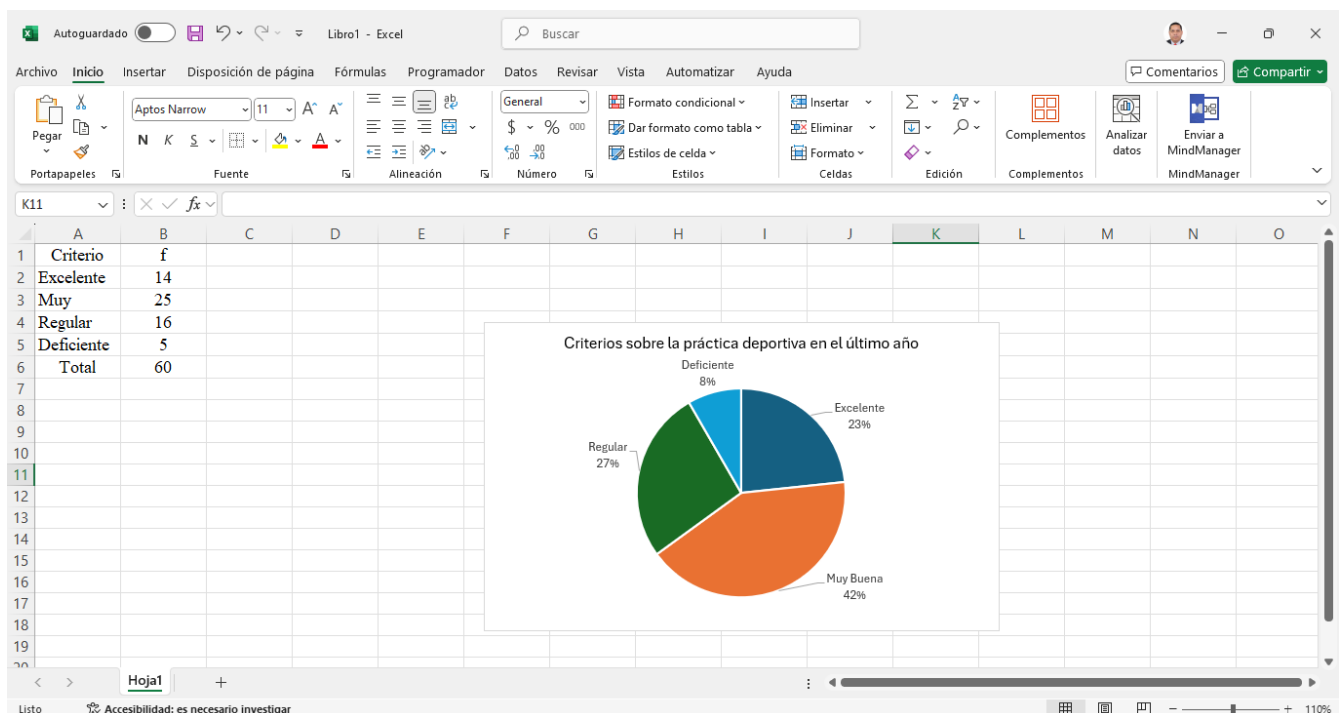 Autoguardado Libro1 - Excel Buscar
Archivo Inicio Insertar Disposición de página Fórmulas Programador Datos Revisar Vista Automatizar Ayuda Comentarios Compartir
Pegar
Portapapeles
Aptos Narrow 11 A A
N K S A
Fuente
ab
Alineación
General
$ % 000
Número
Formato condicional
Dar formato como tabla
Estilos de celda
Estilos
Insertar
Eliminar
Formato
Celdas
Edición
Complementos
Complementos
Analizar
datos
Enviar a
MindManager
MindManager
K11 fx
A B C D E F G H I J K L M N O
1 Criterio f
2 Excelente 14
3 Muy 25
4 Regular 16
5 Deficiente 5
6 Total 60
7
8
9
10
11
12
13
14
15
16
17
18
19
Criterios sobre la práctica deportiva en el último año
Deficiente
8%
Excelente
23%
Regular
27%
Muy Buena
42%
Hoja1
Listo Accesibilidad: es necesario investigar 110%